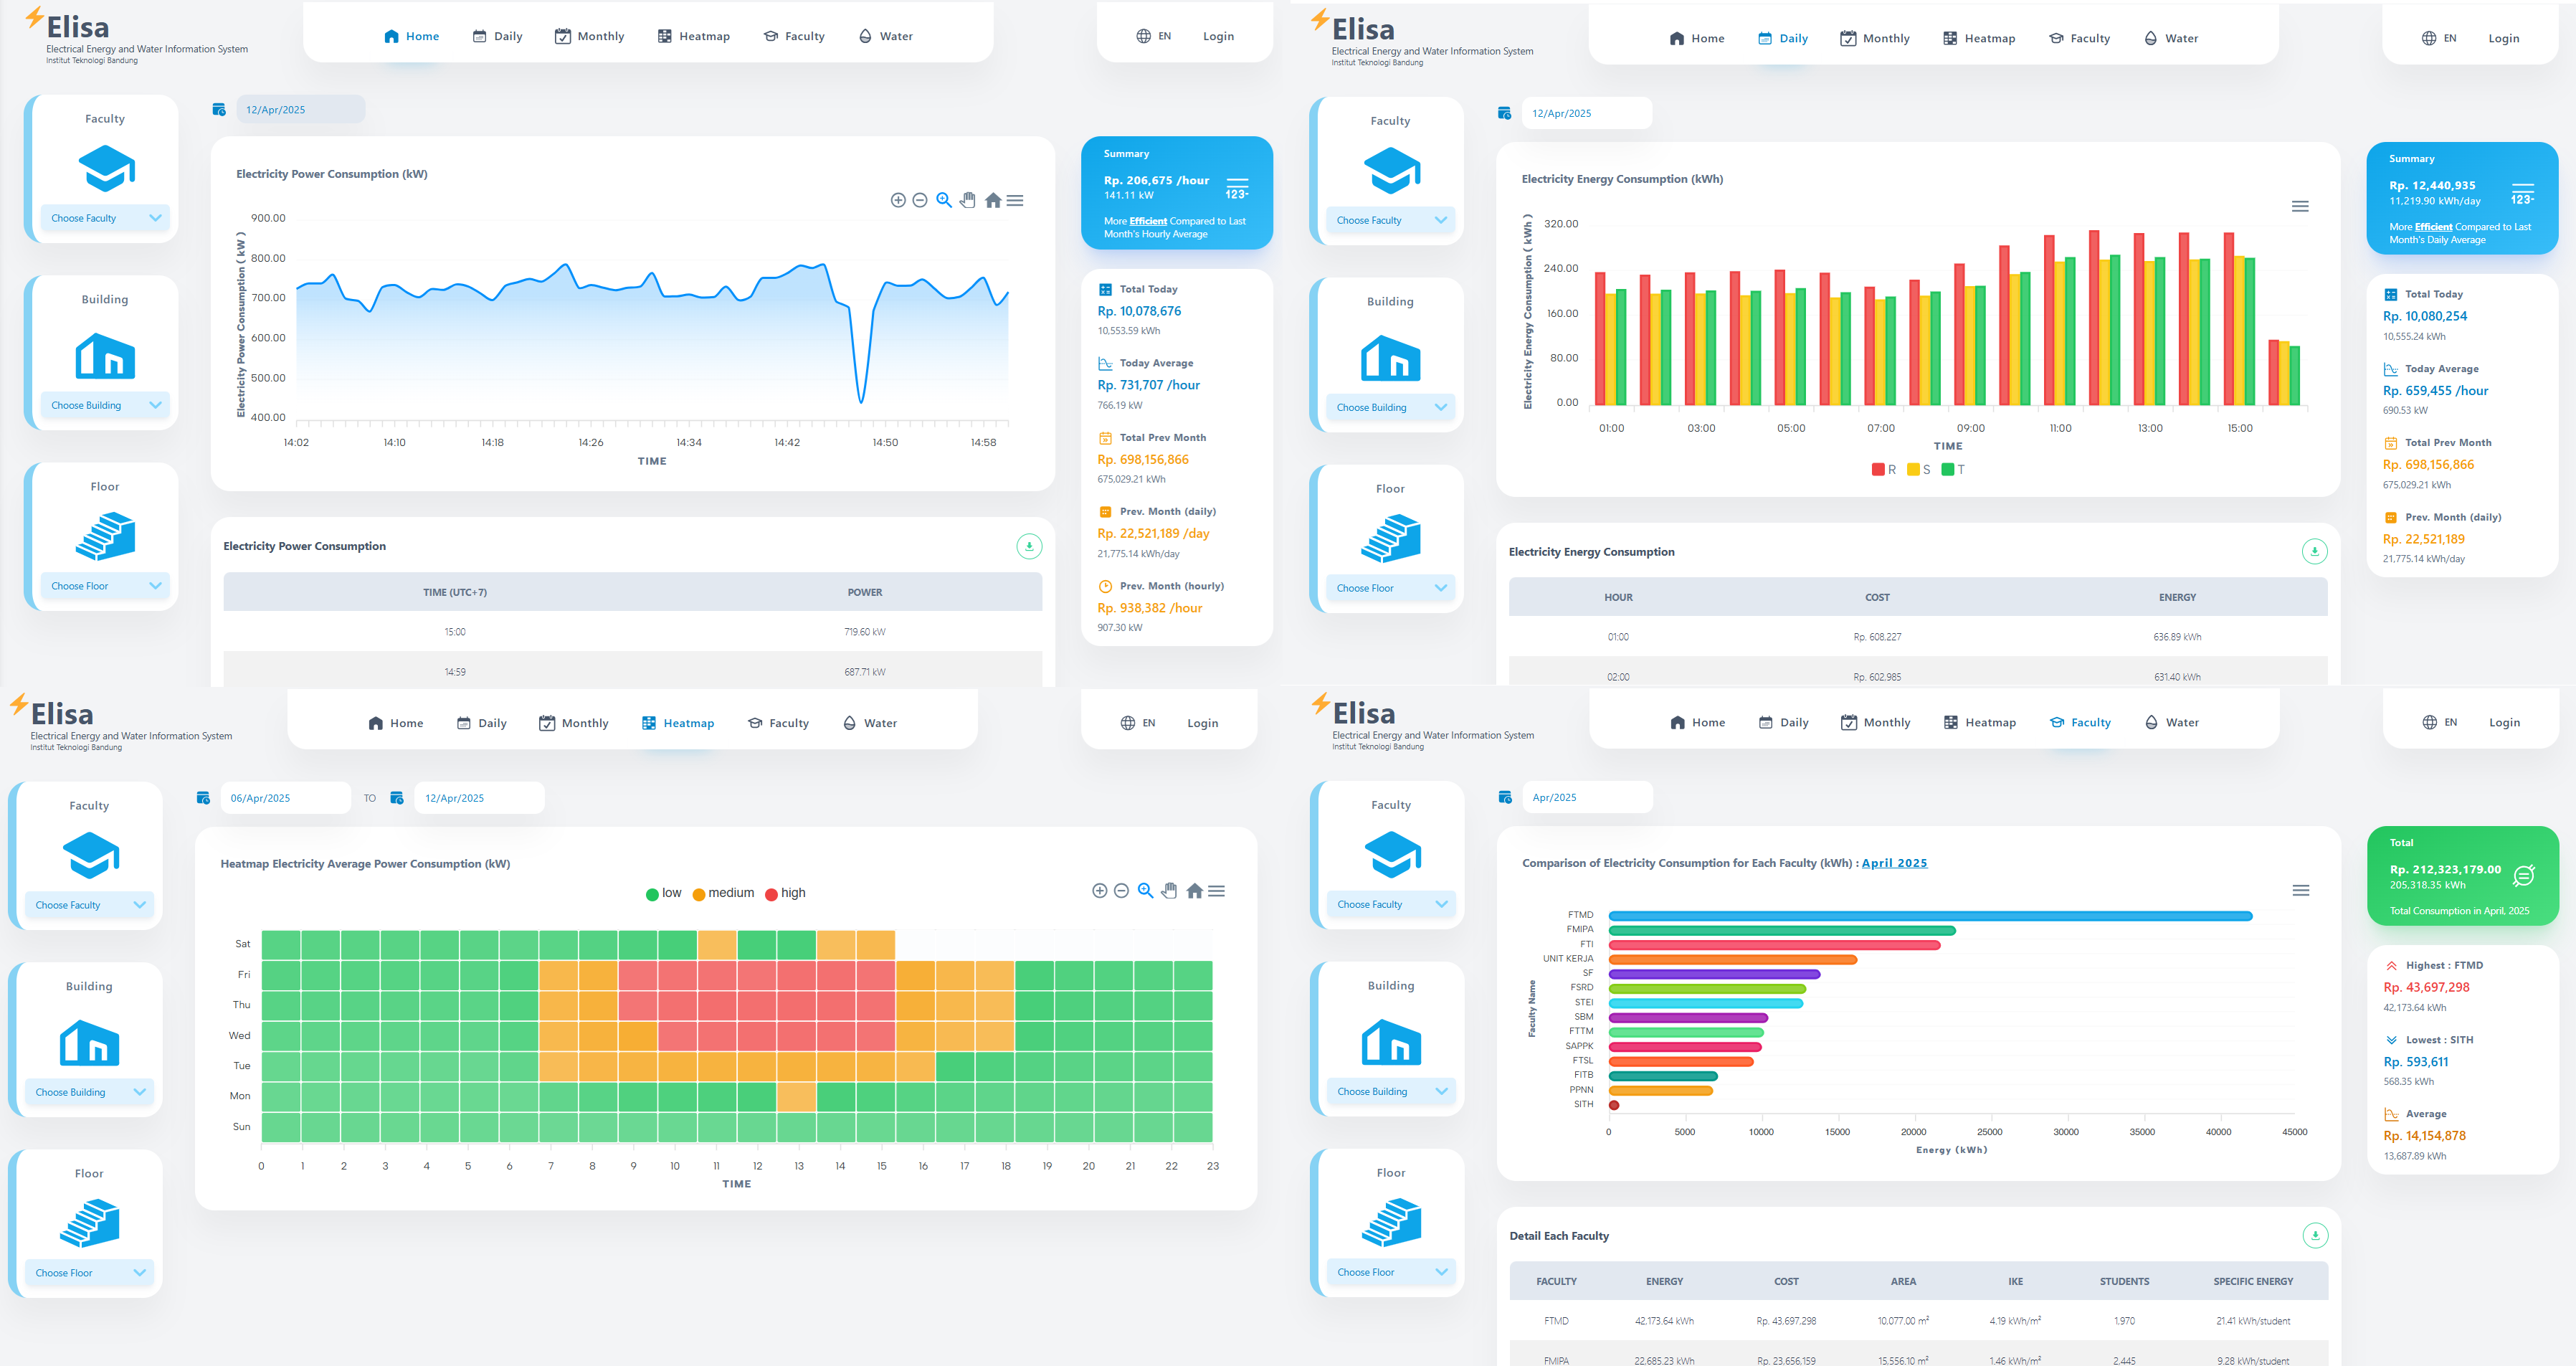 Elisa
Electrical Energy and Water Information System
Institut Teknologi Bandung
Home Daily Monthly Heatmap Faculty Water
EN Login
Faculty
Choose Faculty
Building
Choose Building
Floor
Choose Floor
12/Apr/2025
Electricity Power Consumption (kW)
Electricity Power Consumption ( kW )
900.00
800.00
700.00
600.00
500.00
400.00
14:02 14:10 14:18 14:26 14:34 14:42 14:50 14:58
TIME
Electricity Power Consumption
TIME (UTC+7) POWER
15:00 719.60 kW
14:59 687.71 kW
Summary
Rp. 206,675 /hour
141.11 kW
123-
More Efficient Compared to Last
Month's Hourly Average
Total Today
Rp. 10,078,676
10,553.59 kWh
Today Average
Rp. 731,707 /hour
766.19 kW
Total Prev Month
Rp. 698,156,866
675,029.21 kWh
Prev. Month (daily)
Rp. 22,521,189 /day
21,775.14 kWh/day
Prev. Month (hourly)
Rp. 938,382 /hour
907.30 kW
Elisa
Electrical Energy and Water Information System
Institut Teknologi Bandung
Home Daily Monthly Heatmap Faculty Water
EN Login
Faculty
Choose Faculty
Building
Choose Building
Floor
Choose Floor
12/Apr/2025
Electricity Energy Consumption (kWh)
Electricity Energy Consumption ( kWh )
320.00
240.00
160.00
80.00
0.00
01:00 03:00 05:00 07:00 09:00 11:00 13:00 15:00
TIME
R S T
Electricity Energy Consumption
HOUR COST ENERGY
01:00 Rp. 608.227 636.89 kWh
02:00 Rp. 602.985 631.40 kWh
Summary
Rp. 12,440,935
11,219.90 kWh/day
123-
More Efficient Compared to Last
Month's Daily Average
Total Today
Rp. 10,080,254
10,555.24 kWh
Today Average
Rp. 659,455 /hour
690.53 kW
Total Prev Month
Rp. 698,156,866
675,029.21 kWh
Prev. Month (daily)
Rp. 22,521,189
21,775.14 kWh/day
Elisa
Electrical Energy and Water Information System
Institut Teknologi Bandung
Home Daily Monthly Heatmap Faculty Water
EN Login
Faculty
Choose Faculty
Building
Choose Building
Floor
Choose Floor
06/Apr/2025 TO 12/Apr/2025
Heatmap Electricity Average Power Consumption (kW)
low medium high
Sat
Fri
Thu
Wed
Tue
Mon
Sun
0 1 2 3 4 5 6 7 8 9 10 11 12 13 14 15 16 17 18 19 20 21 22 23
TIME
Elisa
Electrical Energy and Water Information System
Institut Teknologi Bandung
Home Daily Monthly Heatmap Faculty Water
EN Login
Faculty
Choose Faculty
Building
Choose Building
Floor
Choose Floor
Apr/2025
Comparison of Electricity Consumption for Each Faculty (kWh) : April 2025
Faculty Name
FTMD
FMIPA
FTI
UNIT KERJA
SF
FSRD
STEI
SBM
FTTM
SAPPK
FTSL
FITB
PPNN
SITH
0 5000 10000 15000 20000 25000 30000 35000 40000 45000
Energy (kWh)
Detail Each Faculty
FACULTY ENERGY COST AREA IKE STUDENTS SPECIFIC ENERGY
FTMD 42,173.64 kWh Rp. 43.697,298 10,077.00 m² 4.19 kWh/m² 1.970 21.41 kWh/student
FMIPA 22,685.23 kWh Rp. 23,656,159 15,556.10 m² 1.46 kWh/m² 2,445 9.28 kWh/student
Total
Rp. 212,323,179.00
205,318.35 kWh
Total Consumption in April, 2025
Highest : FTMD
Rp. 43,697,298
42,173.64 kWh
Lowest : SITH
Rp. 593,611
568.35 kWh
Average
Rp. 14,154,878
13,687.89 kWh